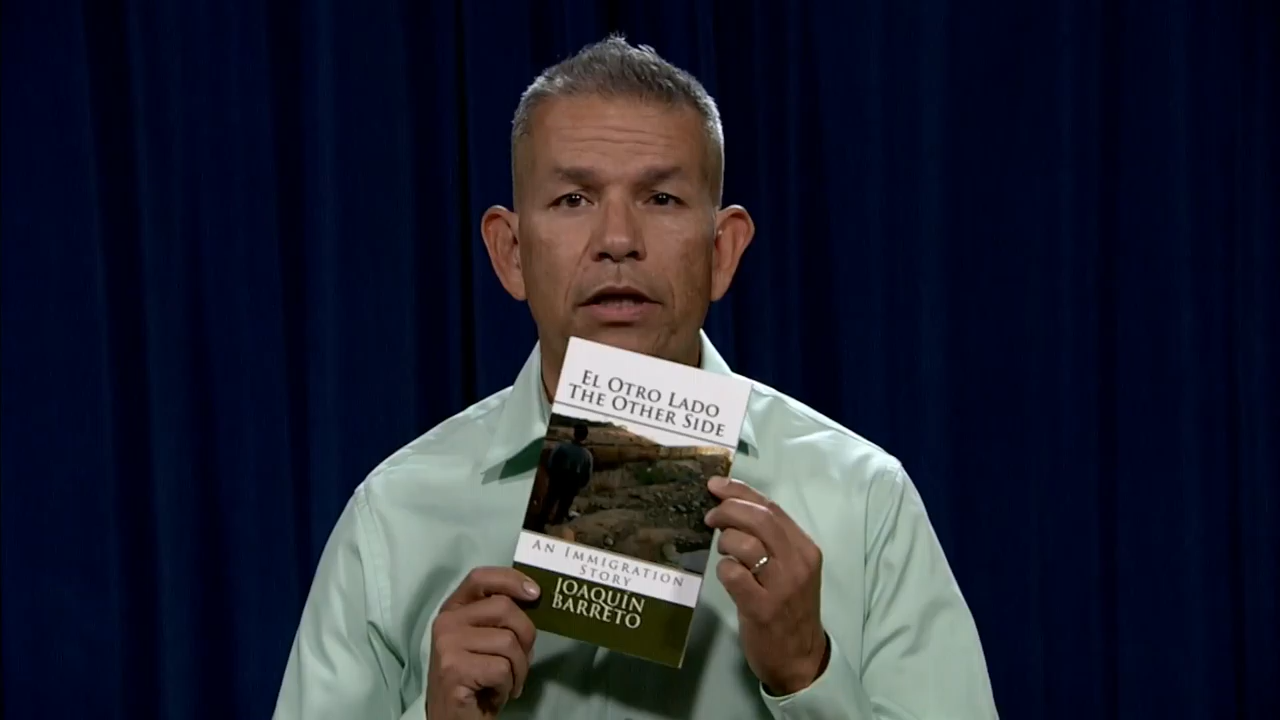 El Otro Lado
The Other Side
An Immigration
Story
Joaquín
Barreto